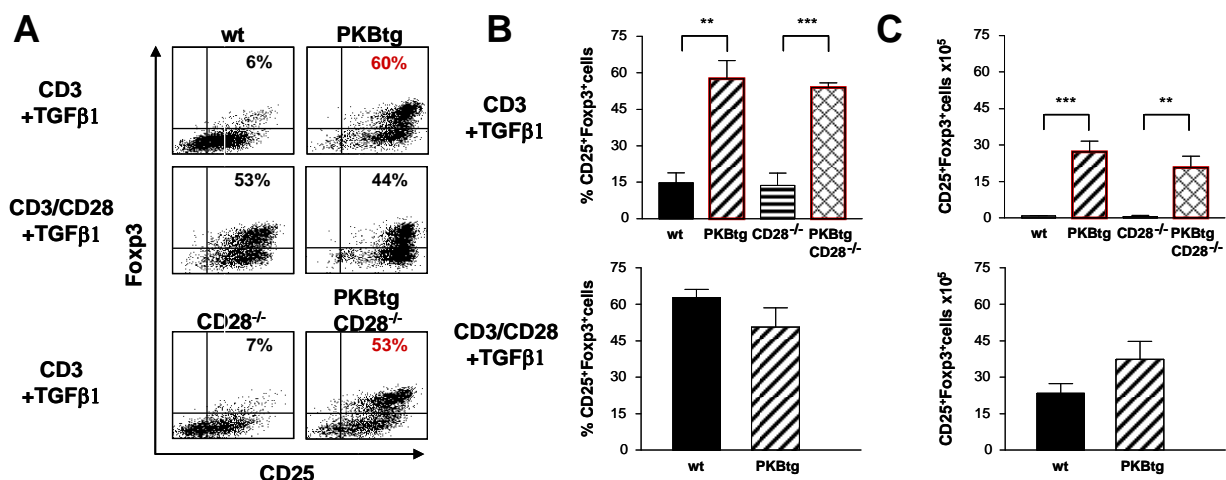 A
wt
PKBtg
CD3
+TGFβ1
6%
60%
CD3/CD28
+TGFβ1
53%
44%
CD28-/-
PKBtg
CD28-/-
CD3
+TGFβ1
7%
53%
Foxp3
CD25
B
CD3
+TGFβ1
% CD25+Foxp3+cells
75
60
45
30
15
0
**
***
wt
PKBtg
CD28-/-
PKBtg
CD28-/-
CD3/CD28
+TGFβ1
% CD25+Foxp3+cells
75
60
45
30
15
0
wt
PKBtg
C
CD25+Foxp3+cells x10⁵
75
60
45
30
15
0
***
**
wt
PKBtg
CD28-/-
PKBtg
CD28-/-
CD25+Foxp3+cells x10⁵
75
60
45
30
15
0
wt
PKBtg